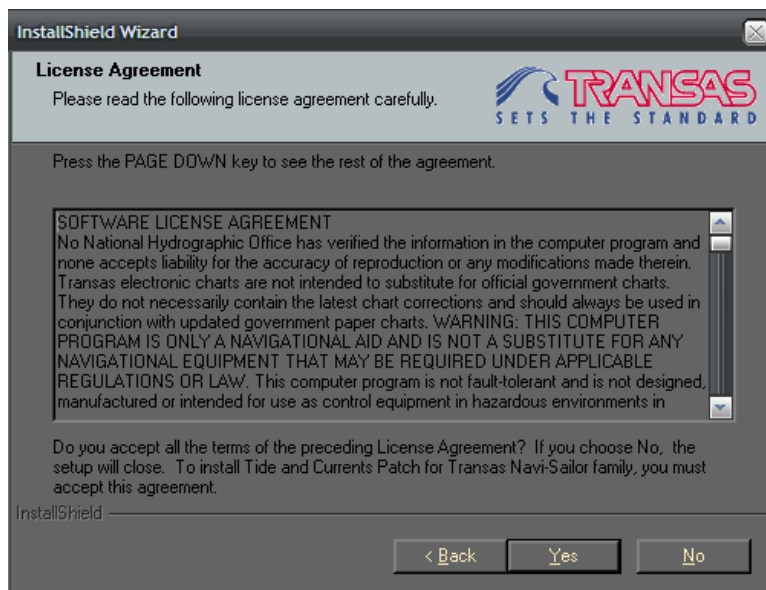 InstallShield Wizard
License Agreement
Please read the following license agreement carefully.
TRANSAS
SETS THE STANDARD
Press the PAGE DOWN key to see the rest of the agreement.
SOFTWARE LICENSE AGREEMENT
No National Hydrographic Office has verified the information in the computer program and
none accepts liability for the accuracy of reproduction or any modifications made therein.
Transas electronic charts are not intended to substitute for official government charts.
They do not necessarily contain the latest chart corrections and should always be used in
conjunction with updated government paper charts. WARNING: THIS COMPUTER
PROGRAM IS ONLY A NAVIGATIONAL AID AND IS NOT A SUBSTITUTE FOR ANY
NAVIGATIONAL EQUIPMENT THAT MAY BE REQUIRED UNDER APPLICABLE
REGULATIONS OR LAW. This computer program is not fault-tolerant and is not designed,
manufactured or intended for use as control equipment in hazardous environments in
Do you accept all the terms of the preceding License Agreement?  If you choose No,  the
setup will close.  To install Tide and Currents Patch for Transas Navi-Sailor family, you must
accept this agreement.
InstallShield
< Back
Yes
No